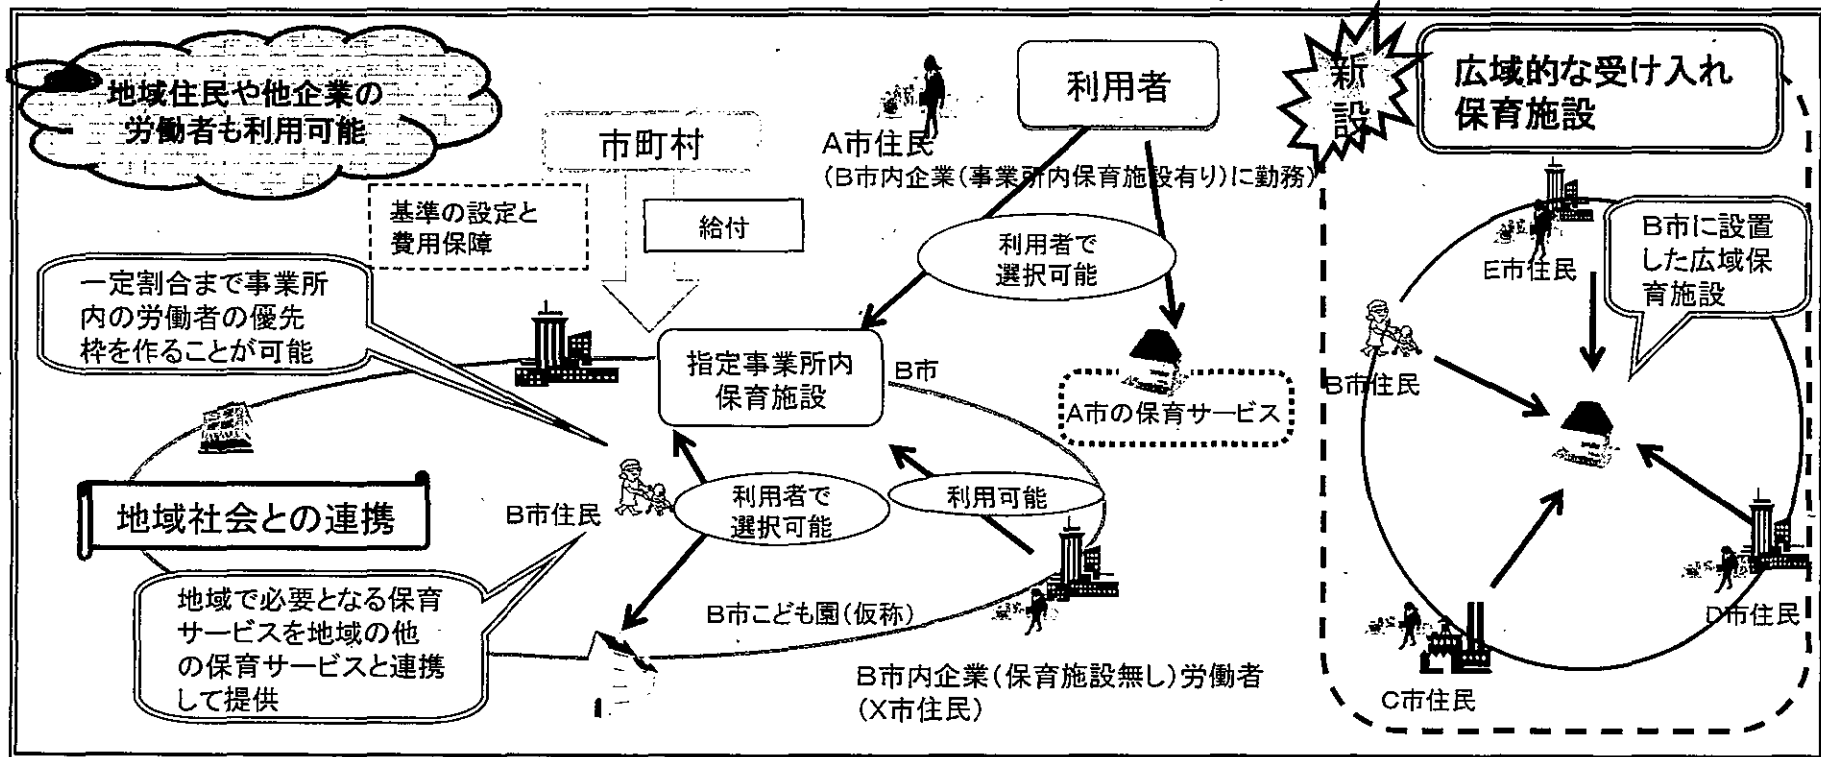 地域住民や他企業の
労働者も利用可能
市町村
基準の設定と
費用保障
給付
利用者
A市住民
(B市内企業(事業所内保育施設有り)に勤務)
利用者で
選択可能
一定割合まで事業所
内の労働者の優先
枠を作ることが可能
指定事業所内
保育施設
B市
A市の保育サービス
地域社会との連携
B市住民
利用者で
選択可能
利用可能
地域で必要となる保育
サービスを地域の他
の保育サービスと連携
して提供
B市こども園(仮称)
B市内企業(保育施設無し)労働者
(X市住民)
新設
広域的な受け入れ
保育施設
E市住民
B市に設置
した広域保
育施設
B市住民
D市住民
C市住民